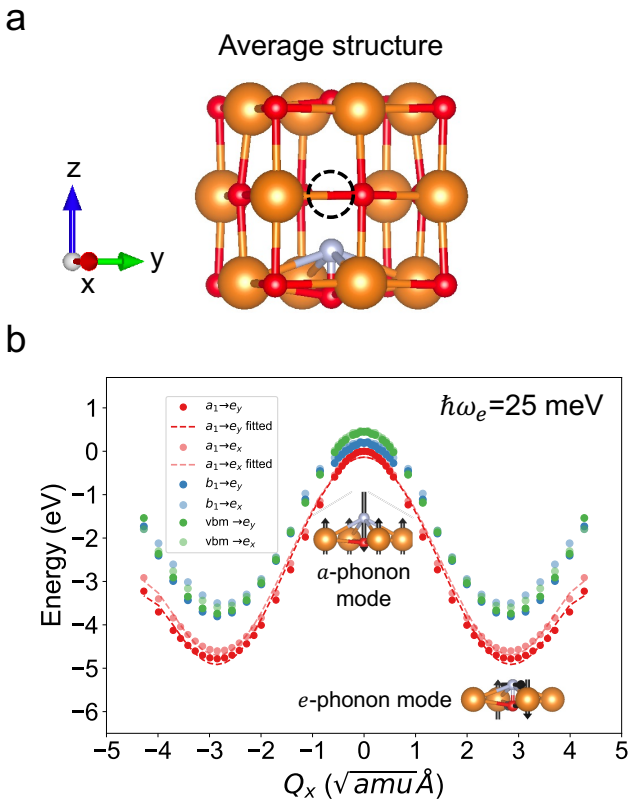 a
Average structure
z
y
x
b
ℏω_e=25 meV
a₁→e_y
a₁→e_y fitted
a₁→e_x
a₁→e_x fitted
b₁→e_y
b₁→e_x
vbm →e_y
vbm →e_x
a-phonon
mode
e-phonon mode
Energy (eV)
1
0
−1
−2
−3
−4
−5
−6
−5 −4 −3 −2 −1 0 1 2 3 4 5
Q_x (√amuÅ)